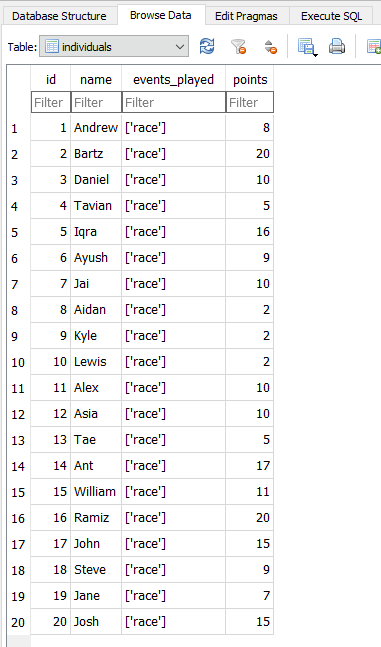 Database Structure Browse Data Edit Pragmas Execute SQL
Table: individuals
id name events_played points
Filter Filter Filter Filter
1 1 Andrew ['race'] 8
2 2 Bartz ['race'] 20
3 3 Daniel ['race'] 10
4 4 Tavian ['race'] 5
5 5 Iqra ['race'] 16
6 6 Ayush ['race'] 9
7 7 Jai ['race'] 10
8 8 Aidan ['race'] 2
9 9 Kyle ['race'] 2
10 10 Lewis ['race'] 2
11 11 Alex ['race'] 10
12 12 Asia ['race'] 10
13 13 Tae ['race'] 5
14 14 Ant ['race'] 17
15 15 William ['race'] 11
16 16 Ramiz ['race'] 20
17 17 John ['race'] 15
18 18 Steve ['race'] 9
19 19 Jane ['race'] 7
20 20 Josh ['race'] 15